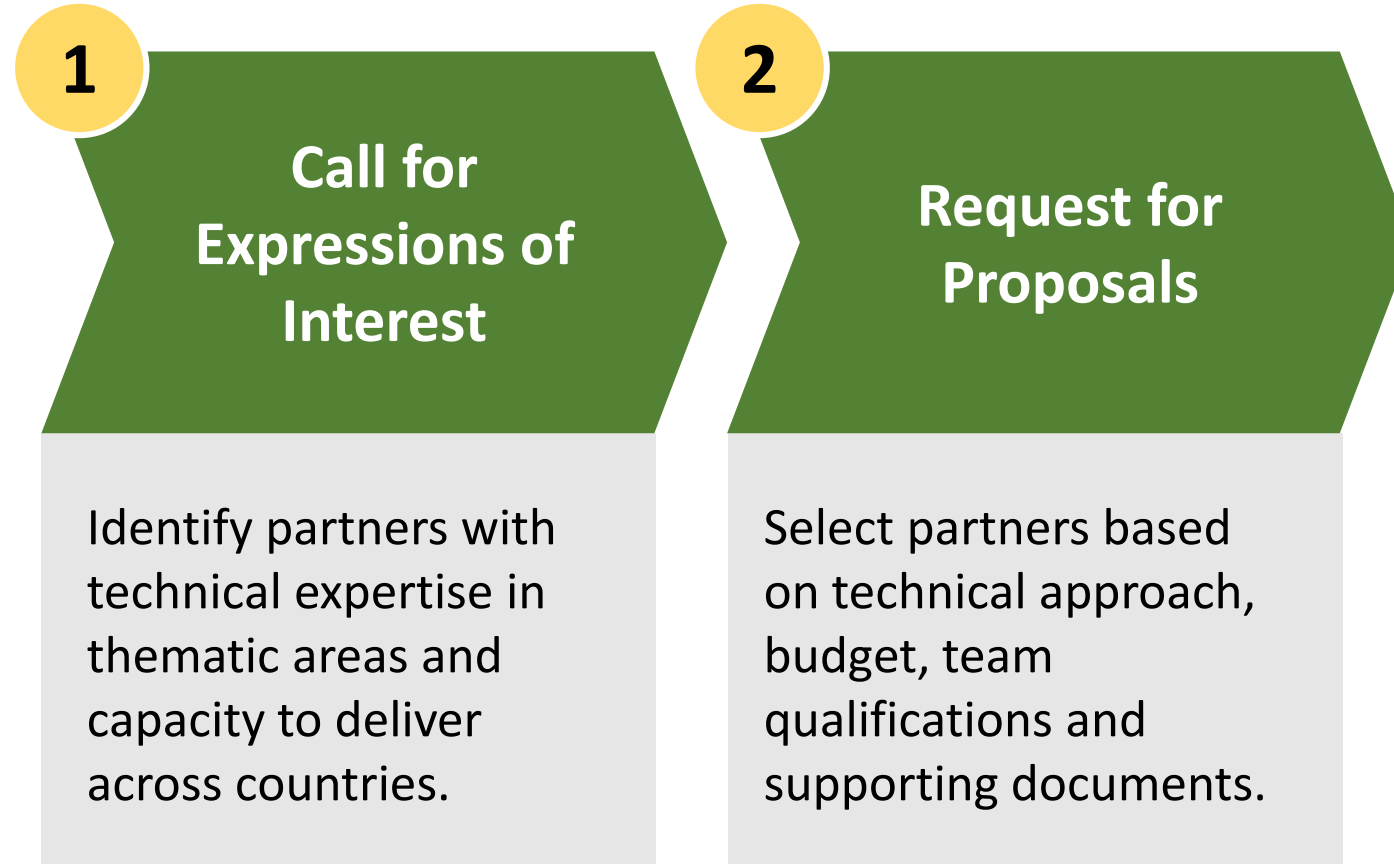 1
Call for
Expressions of
Interest
Identify partners with
technical expertise in
thematic areas and
capacity to deliver
across countries.
2
Request for
Proposals
Select partners based
on technical approach,
budget, team
qualifications and
supporting documents.